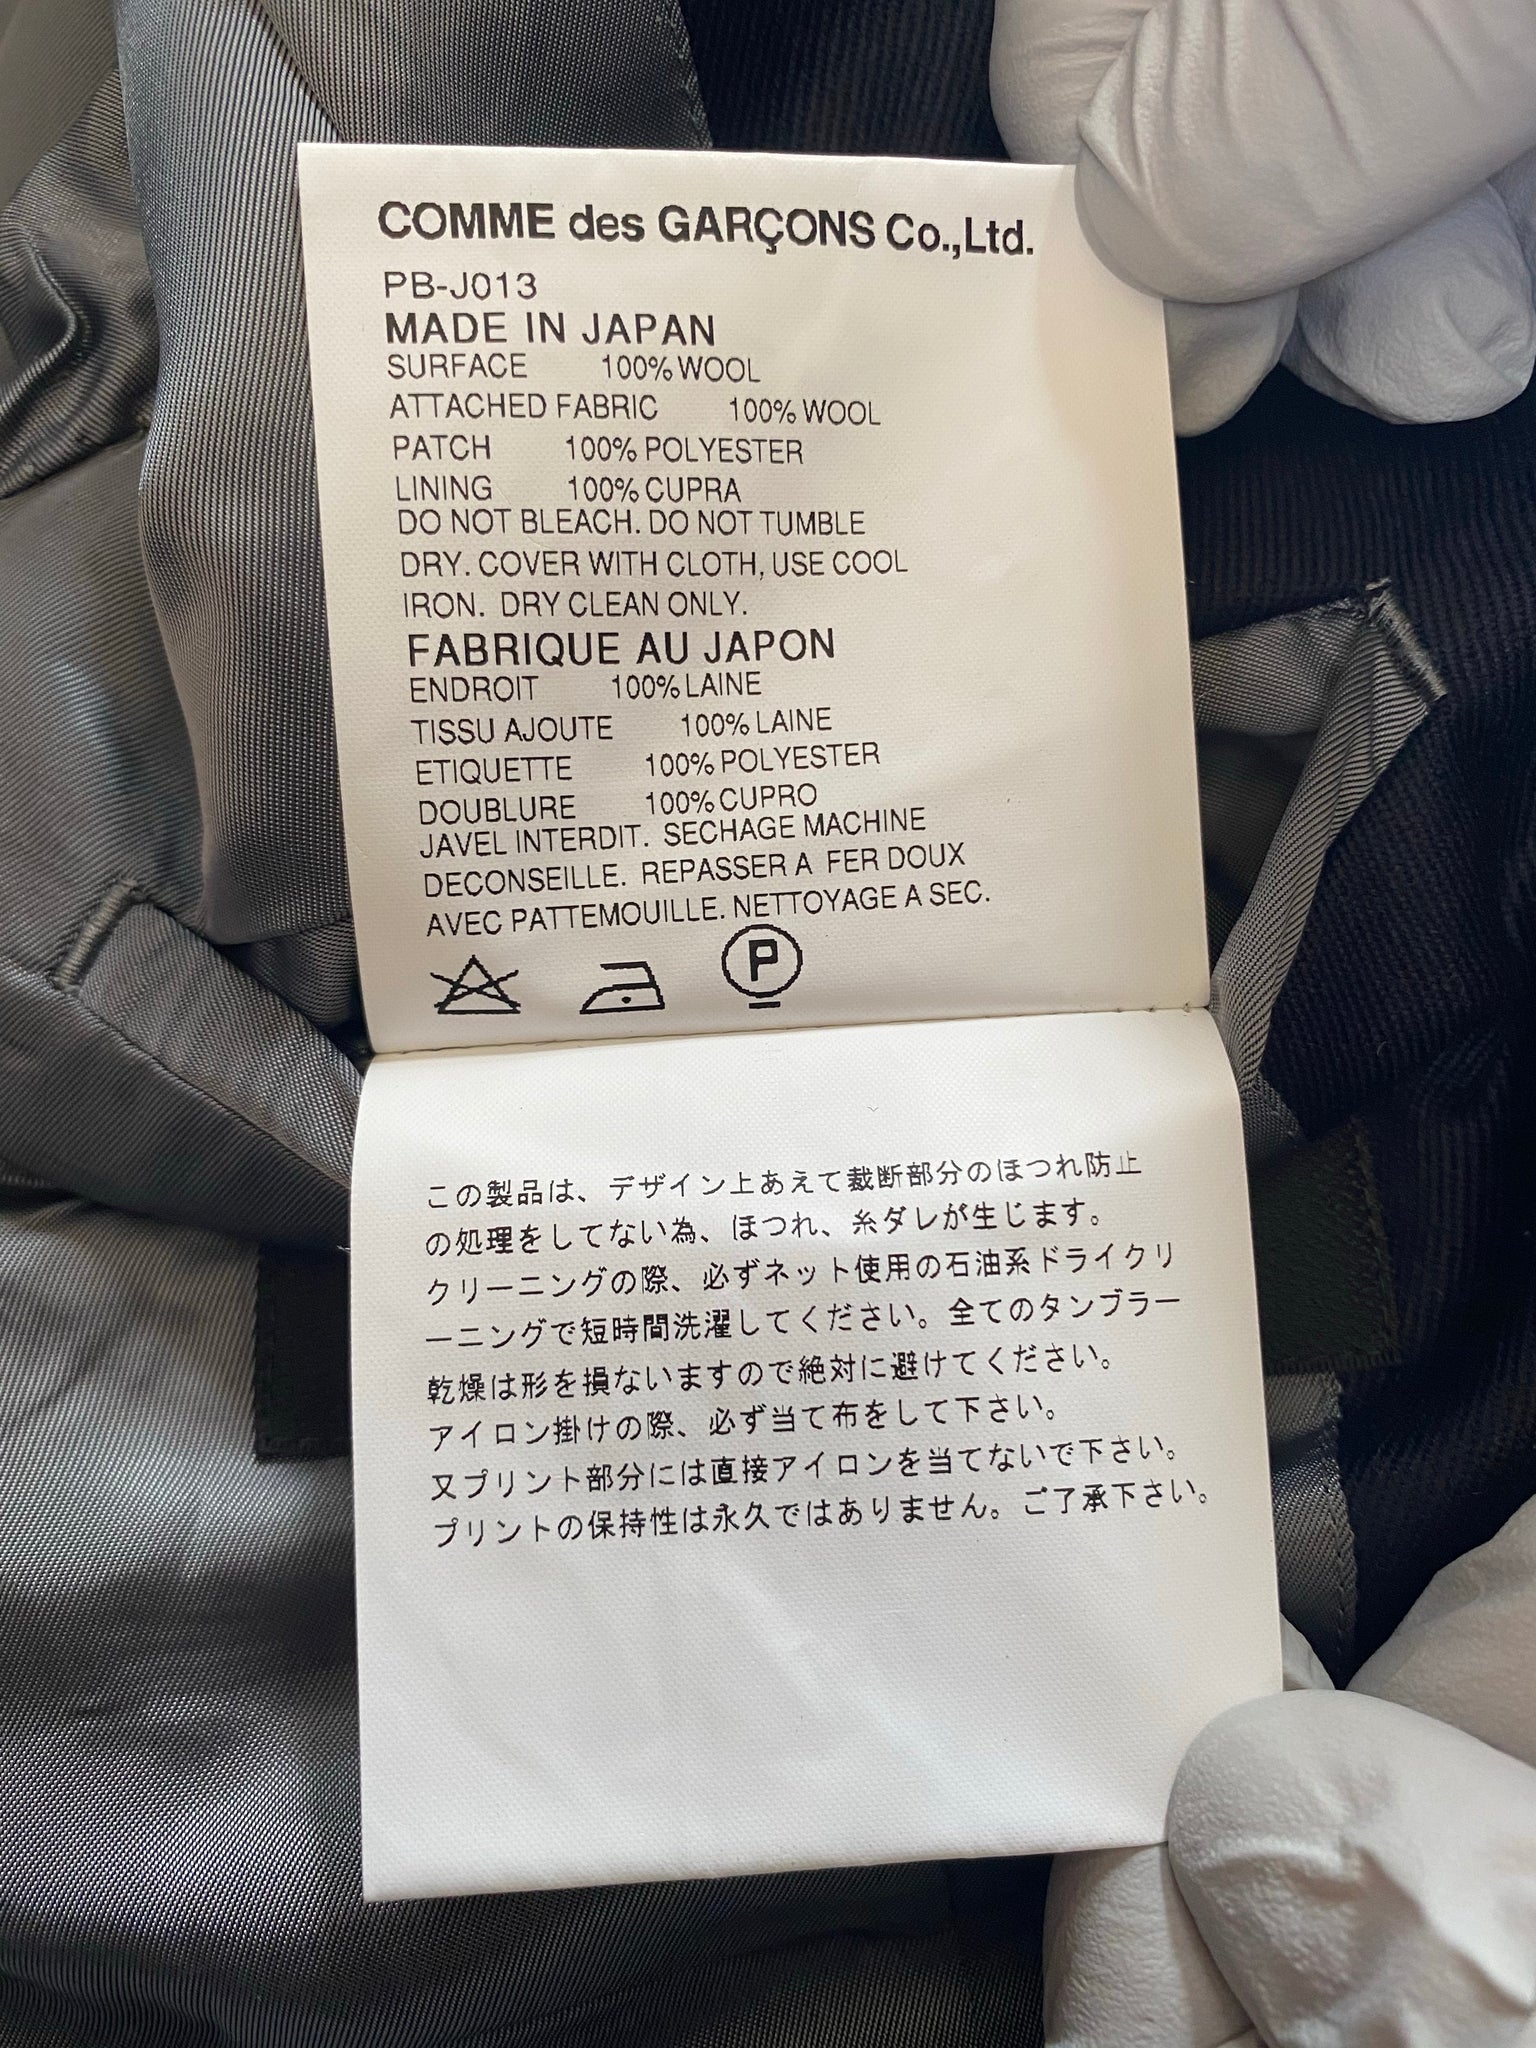 COMME des GARÇONS Co.,Ltd.
PB-J013
MADE IN JAPAN
SURFACE 100% WOOL
ATTACHED FABRIC 100% WOOL
PATCH 100% POLYESTER
LINING 100% CUPRA
DO NOT BLEACH. DO NOT TUMBLE
DRY. COVER WITH CLOTH, USE COOL
IRON. DRY CLEAN ONLY.
FABRIQUE AU JAPON
ENDROIT 100% LAINE
TISSU AJOUTE 100% LAINE
ETIQUETTE 100% POLYESTER
DOUBLURE 100% CUPRO
JAVEL INTERDIT. SECHAGE MACHINE
DECONSEILLE. REPASSER A FER DOUX
AVEC PATTEMOUILLE. NETTOYAGE A SEC.
P
この製品は、デザイン上あえて裁断部分のほつれ防止
の処理をしてない為、ほつれ、糸ダレが生じます。
クリーニングの際、必ずネット使用の石油系ドライクリ
ーニングで短時間洗濯してください。全てのタンブラー
乾燥は形を損ないますので絶対に避けてください。
アイロン掛けの際、必ず当て布をして下さい。
又プリント部分には直接アイロンを当てないで下さい。
プリントの保持性は永久ではありません。ご了承下さい。